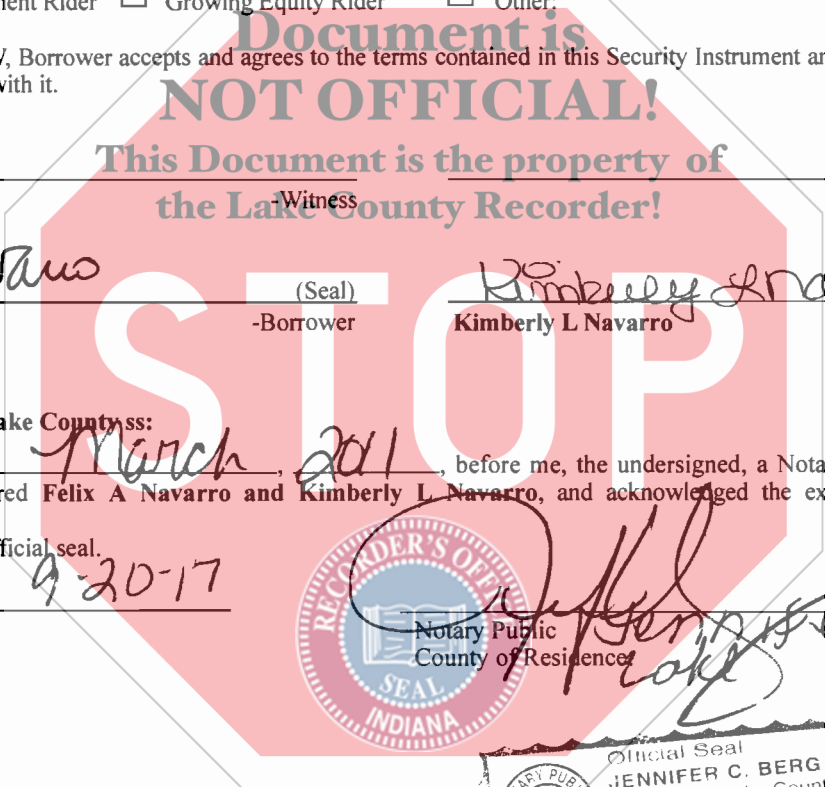 ent Rider ☐ Growing Equity Rider ☐ Other:
Document is
, Borrower accepts and agrees to the terms contained in this Security Instrument an
with it.
NOT OFFICIAL!
This Document is the property of
-Witness
the Lake County Recorder!
(Seal)
Kimberly L Na
-Borrower
Kimberly L Navarro
STOP
ake County ss:
March, 2011, before me, the undersigned, a Nota
red Felix A Navarro and Kimberly L Navarro, and acknowledged the ex
ficial seal.
9-20-17
RECORDER'S OFFI
SEAL
INDIANA
Notary Public
County of Residence: Lake
Official Seal
JENNIFER C. BERG